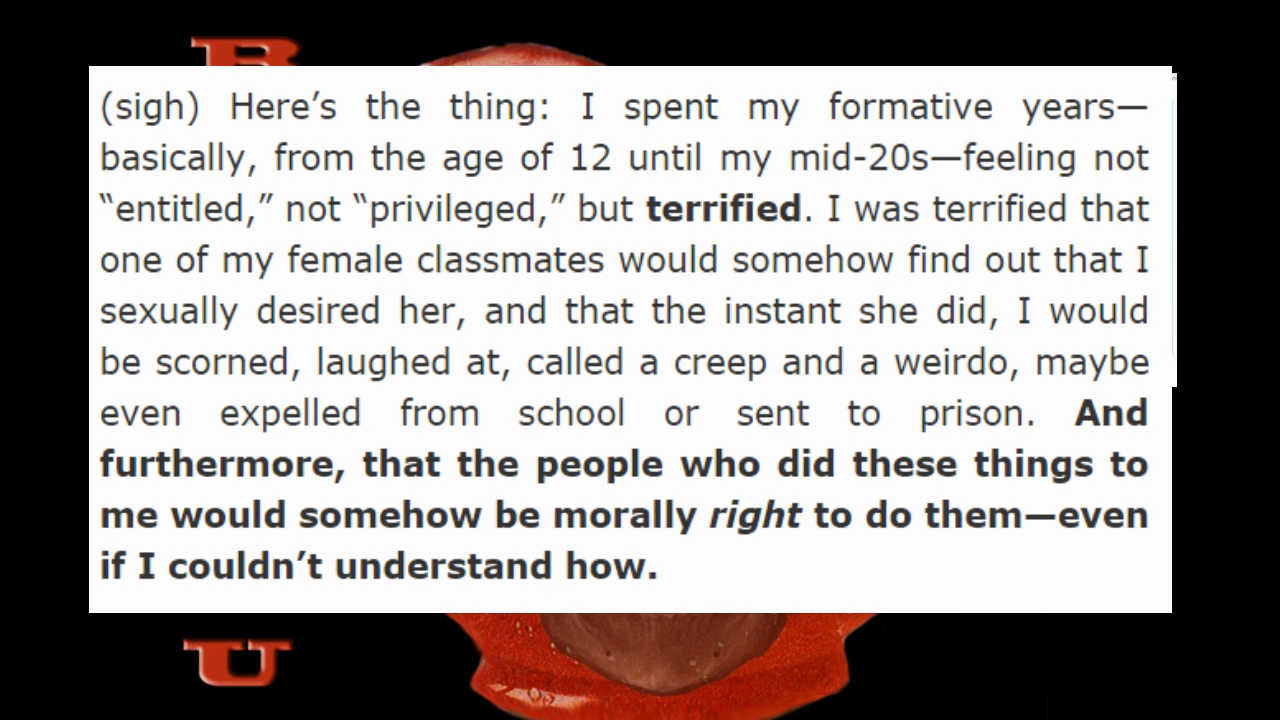 R
(sigh) Here’s the thing: I spent my formative years—
basically, from the age of 12 until my mid-20s—feeling not
“entitled,” not “privileged,” but terrified. I was terrified that
one of my female classmates would somehow find out that I
sexually desired her, and that the instant she did, I would
be scorned, laughed at, called a creep and a weirdo, maybe
even expelled from school or sent to prison. And
furthermore, that the people who did these things to
me would somehow be morally right to do them—even
if I couldn’t understand how.
U